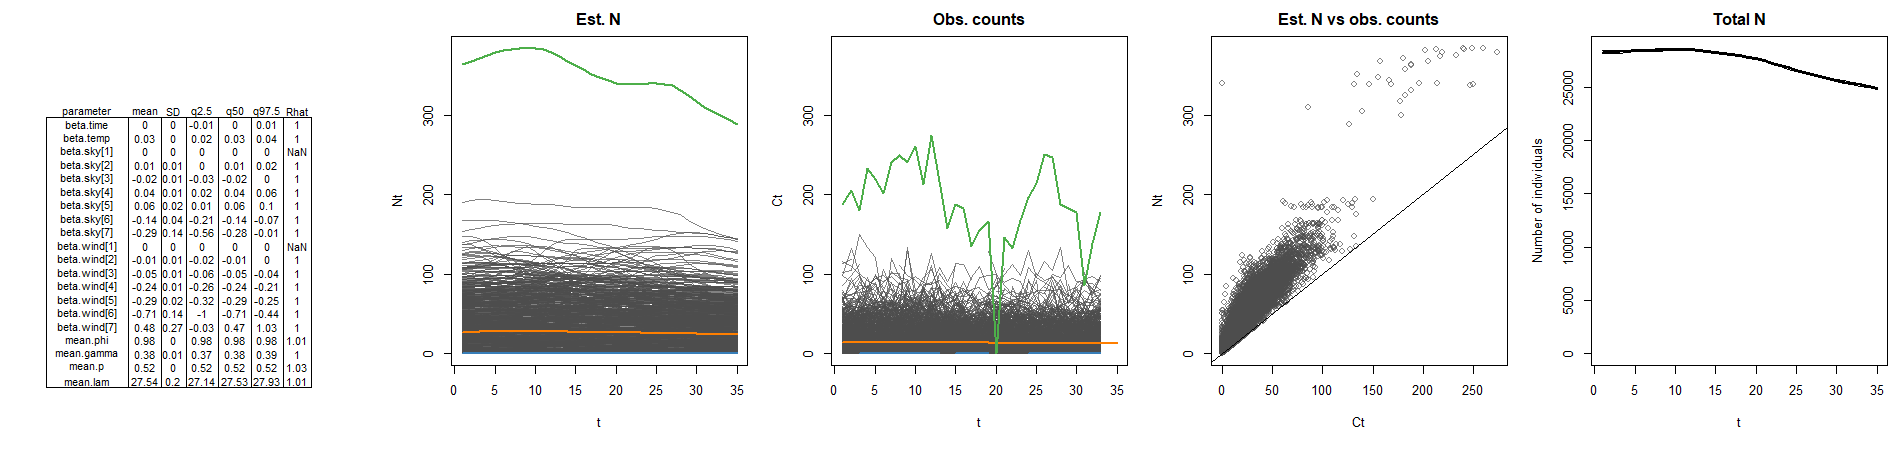 parameter mean SD q2.5 q50 q97.5 Rhat
beta.time 0 0 -0.01 0 0.01 1
beta.temp 0.03 0 0.02 0.03 0.04 1
beta.sky[1] 0 0 0 0 0 NaN
beta.sky[2] 0.01 0.01 0 0.01 0.02 1
beta.sky[3] -0.02 0.01 -0.03 -0.02 0 1
beta.sky[4] 0.04 0.01 0.02 0.04 0.06 1
beta.sky[5] 0.06 0.02 0.01 0.06 0.1 1
beta.sky[6] -0.14 0.04 -0.21 -0.14 -0.07 1
beta.sky[7] -0.29 0.14 -0.56 -0.28 -0.01 1
beta.wind[1] 0 0 0 0 0 NaN
beta.wind[2] -0.01 0.01 -0.02 -0.01 0 1
beta.wind[3] -0.05 0.01 -0.06 -0.05 -0.04 1
beta.wind[4] -0.24 0.01 -0.26 -0.24 -0.21 1
beta.wind[5] -0.29 0.02 -0.32 -0.29 -0.25 1
beta.wind[6] -0.71 0.14 -1 -0.71 -0.44 1
beta.wind[7] 0.48 0.27 -0.03 0.47 1.03 1
mean.phi 0.98 0 0.98 0.98 0.98 1.01
mean.gamma 0.38 0.01 0.37 0.38 0.39 1
mean.p 0.52 0 0.52 0.52 0.52 1.03
mean.lam 27.54 0.2 27.14 27.53 27.93 1.01
Est. N
Nt
300
200
100
0
0 5 10 15 20 25 30 35
t
Obs. counts
Ct
300
200
100
0
0 5 10 15 20 25 30 35
t
Est. N vs obs. counts
Nt
300
200
100
0
0 50 100 150 200 250
Ct
Total N
Number of individuals
25000
20000
15000
10000
5000
0
0 5 10 15 20 25 30 35
t